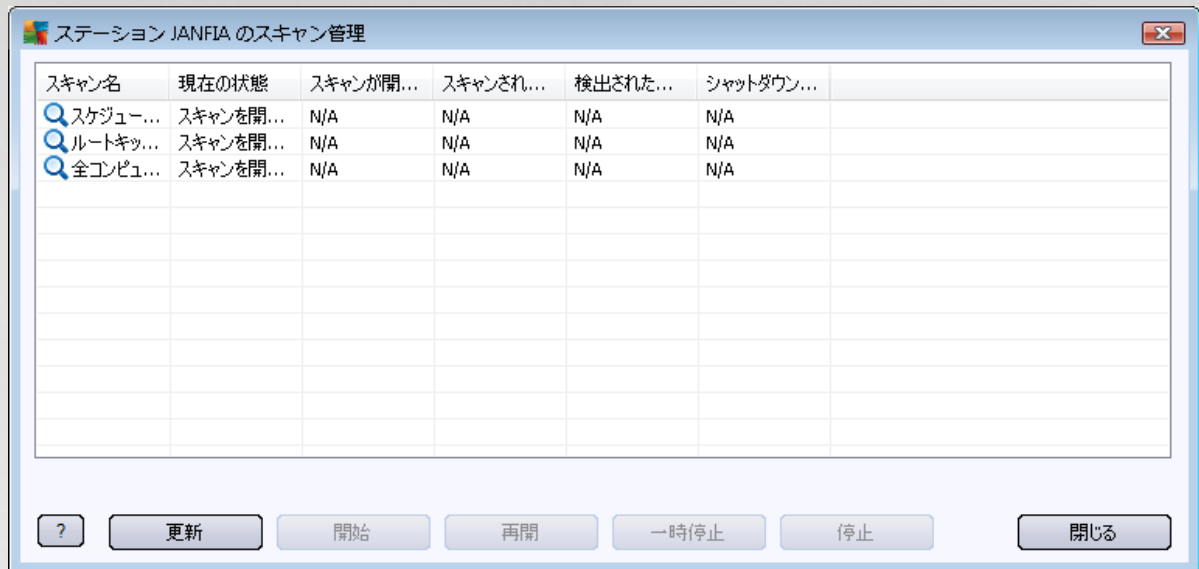 ステーション JANFIA のスキャン管理
スキャン名 現在の状態 スキャンが開... スキャンされ... 検出された... シャットダウン...
スケジュー... スキャンを開... N/A N/A N/A N/A
ルートキッ... スキャンを開... N/A N/A N/A N/A
全コンピュ... スキャンを開... N/A N/A N/A N/A
? 更新 開始 再開 一時停止 停止 閉じる